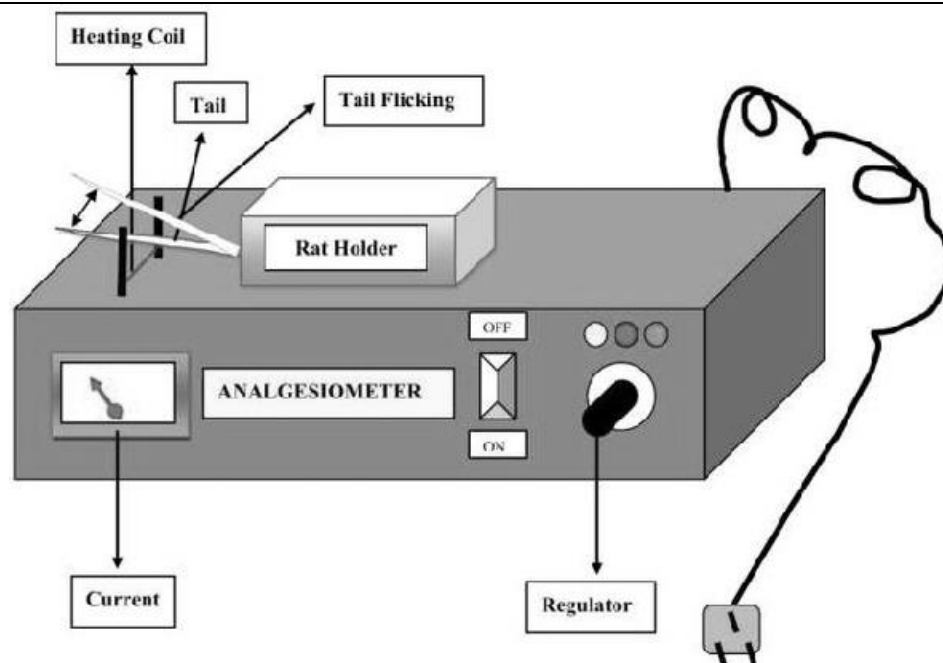 Heating Coil
Tail
Tail Flicking
Rat Holder
OFF
ANALGESIOMETER
ON
Current
Regulator